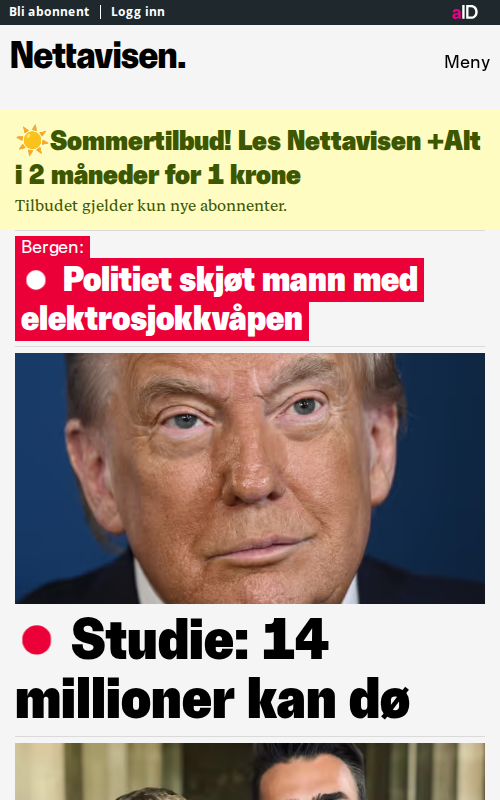 Bli abonnent | Logg inn
aID
Nettavisen.
Meny
☀️Sommertilbud! Les Nettavisen +Alt
i 2 måneder for 1 krone
Tilbudet gjelder kun nye abonnenter.
Bergen:
Politiet skjøt mann med
elektrosjokkvåpen
Studie: 14
millioner kan dø